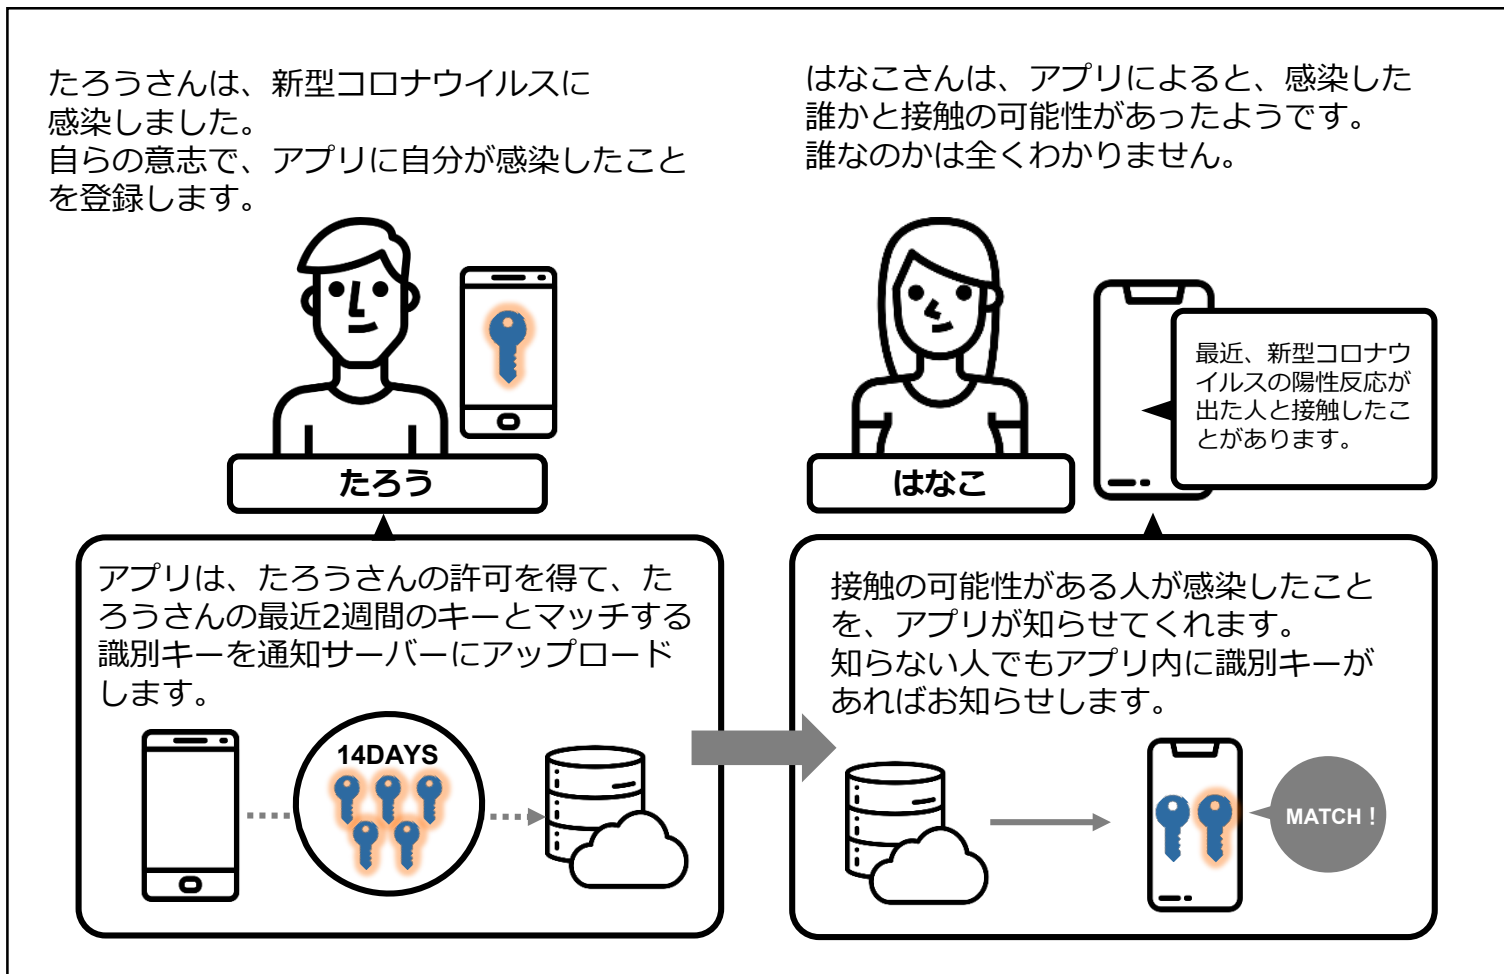 たろうさんは、新型コロナウイルスに
感染しました。
自らの意志で、アプリに自分が感染したこと
を登録します。
たろう
アプリは、たろうさんの許可を得て、た
ろうさんの最近2週間のキーとマッチする
識別キーを通知サーバーにアップロード
します。
14DAYS
はなこさんは、アプリによると、感染した
誰かと接触の可能性があったようです。
誰なのかは全くわかりません。
最近、新型コロナウ
イルスの陽性反応が
出た人と接触したこ
とがあります。
はなこ
接触の可能性がある人が感染したこと
を、アプリが知らせてくれます。
知らない人でもアプリ内に識別キーが
あればお知らせします。
MATCH！